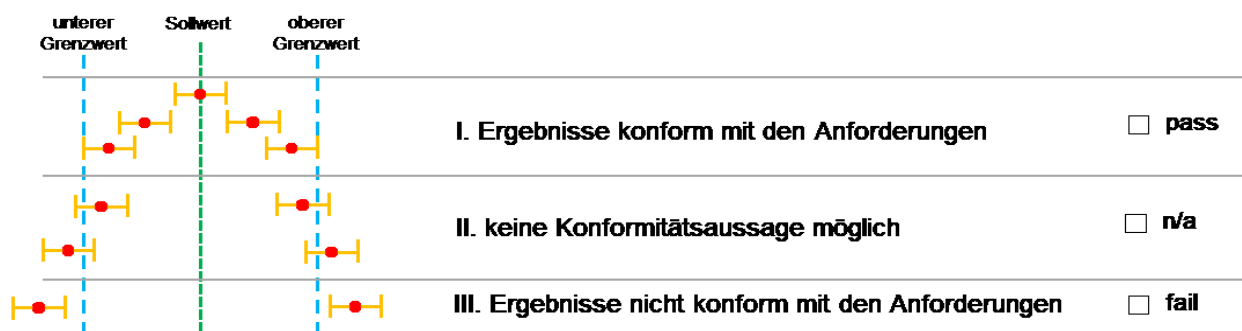 unterer
Grenzwert
Sollwert
oberer
Grenzwert
I. Ergebnisse konform mit den Anforderungen
pass
II. keine Konformitätsaussage möglich
n/a
III. Ergebnisse nicht konform mit den Anforderungen
fail